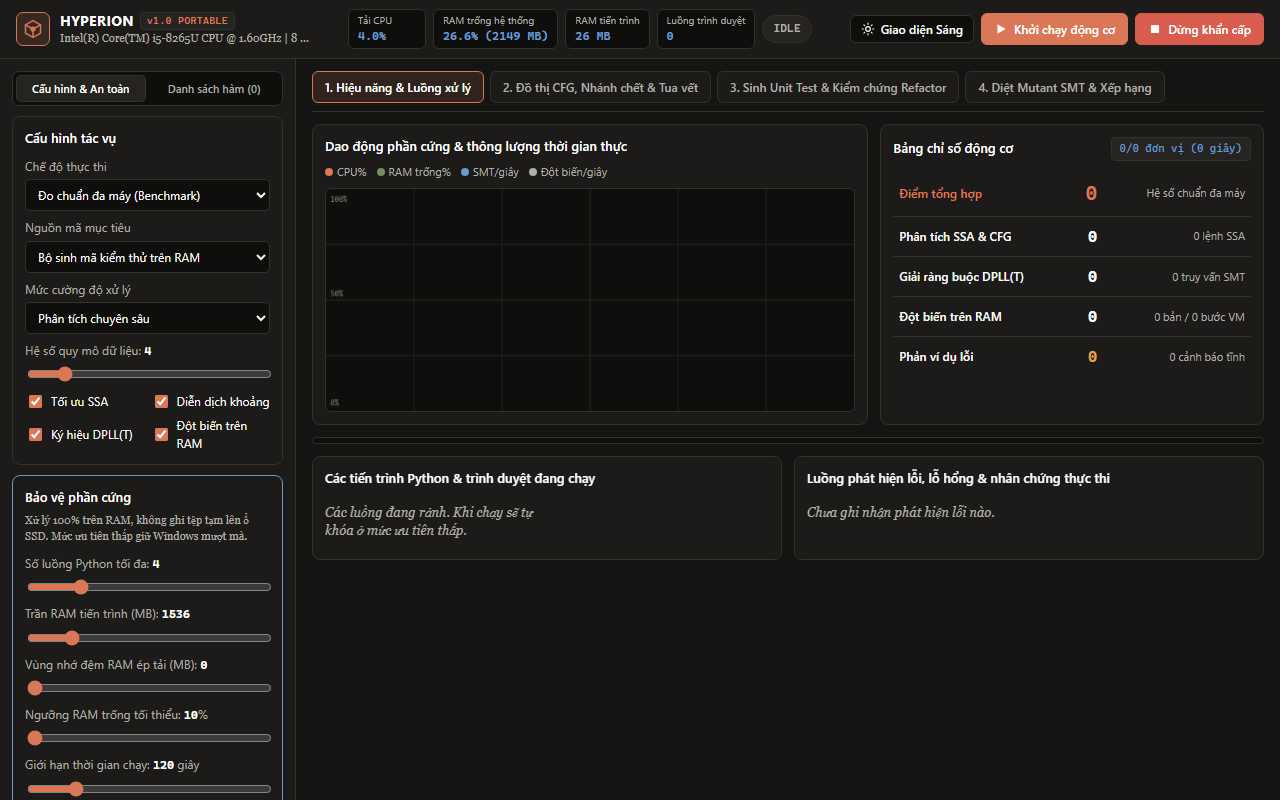 HYPERION v1.0 PORTABLE
Intel(R) Core(TM) i5-8265U CPU @ 1.60GHz | 8 ...
Tải CPU
4.0%
RAM trống hệ thống
26.6% (2149 MB)
RAM tiến trình
26 MB
Luồng trình duyệt
0
IDLE
Giao diện Sáng
Khởi chạy động cơ
Dừng khẩn cấp
Cấu hình & An toàn
Danh sách hàm (0)
Cấu hình tác vụ
Chế độ thực thi
Đo chuẩn đa máy (Benchmark)
Nguồn mã mục tiêu
Bộ sinh mã kiểm thử trên RAM
Mức cường độ xử lý
Phân tích chuyên sâu
Hệ số quy mô dữ liệu: 4
Tối ưu SSA
Diễn dịch khoảng
Ký hiệu DPLL(T)
Đột biến trên
RAM
Bảo vệ phần cứng
Xử lý 100% trên RAM, không ghi tệp tạm lên ổ
SSD. Mức ưu tiên thấp giữ Windows mượt mà.
Số luồng Python tối đa: 4
Trần RAM tiến trình (MB): 1536
Vùng nhớ đệm RAM ép tải (MB): 0
Ngưỡng RAM trống tối thiểu: 10%
Giới hạn thời gian chạy: 120 giây
1. Hiệu năng & Luồng xử lý
2. Đồ thị CFG, Nhánh chết & Tua vết
3. Sinh Unit Test & Kiểm chứng Refactor
4. Diệt Mutant SMT & Xếp hạng
Dao động phần cứng & thông lượng thời gian thực
CPU%
RAM trống%
SMT/giây
Đột biến/giây
100%
50%
0%
Bảng chỉ số động cơ
0/0 đơn vị (0 giây)
Điểm tổng hợp 0 Hệ số chuẩn đa máy
Phân tích SSA & CFG 0 0 lệnh SSA
Giải ràng buộc DPLL(T) 0 0 truy vấn SMT
Đột biến trên RAM 0 0 bản / 0 bước VM
Phản ví dụ lỗi 0 0 cảnh báo tĩnh
Các tiến trình Python & trình duyệt đang chạy
Các luồng đang rảnh. Khi chạy sẽ tự
khóa ở mức ưu tiên thấp.
Luồng phát hiện lỗi, lỗ hổng & nhân chứng thực thi
Chưa ghi nhận phát hiện lỗi nào.